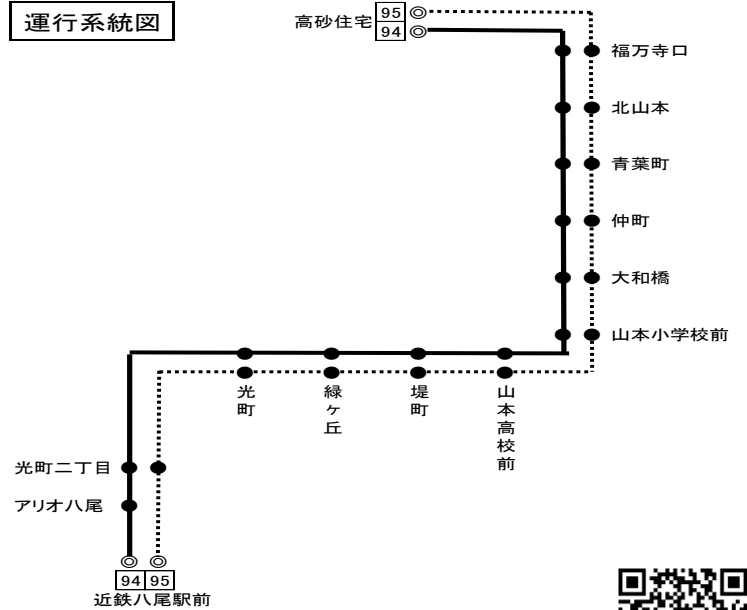 運行系統図
高砂住宅
95
94
福万寺口
北山本
青葉町
仲町
大和橋
山本小学校前
光町
緑ヶ丘
堤町
山本高校前
光町二丁目
アリオ八尾
94 95
近鉄八尾駅前